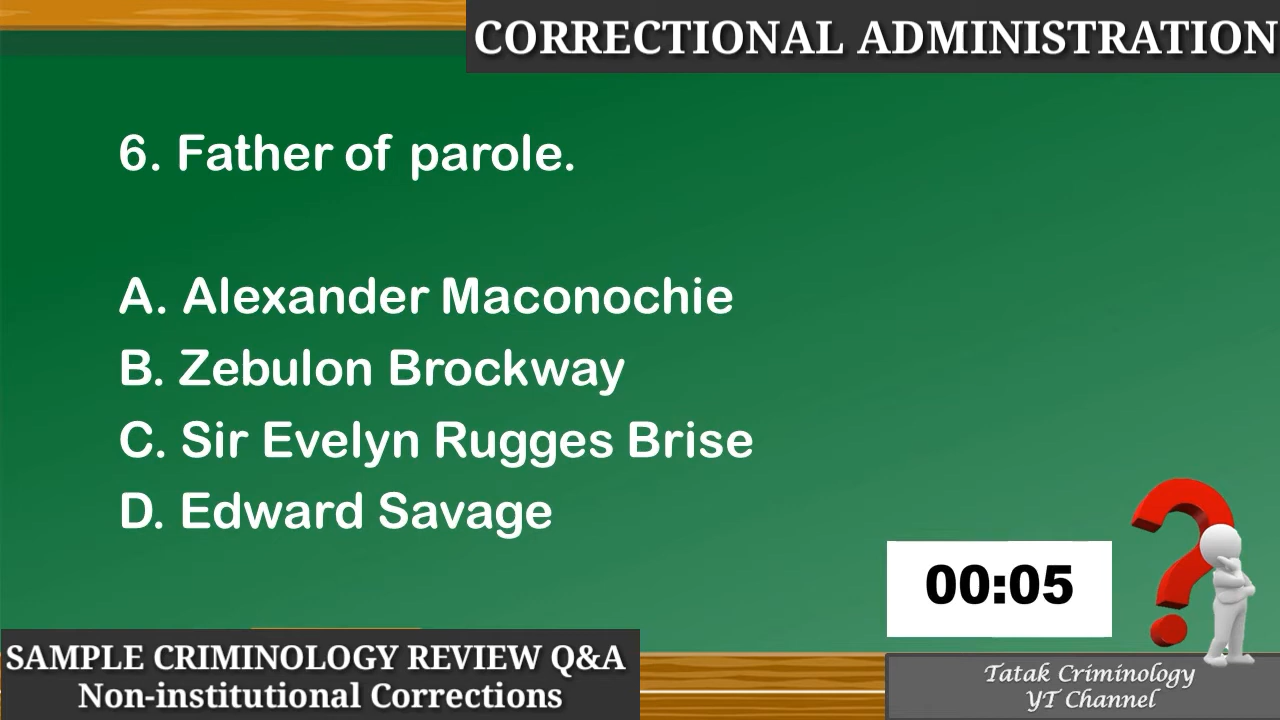 CORRECTIONAL ADMINISTRATION
6. Father of parole.
A. Alexander Maconochie
B. Zebulon Brockway
C. Sir Evelyn Rugges Brise
D. Edward Savage
00:05
SAMPLE CRIMINOLOGY REVIEW Q&A
Non-institutional Corrections
Tatak Criminology
YT Channel